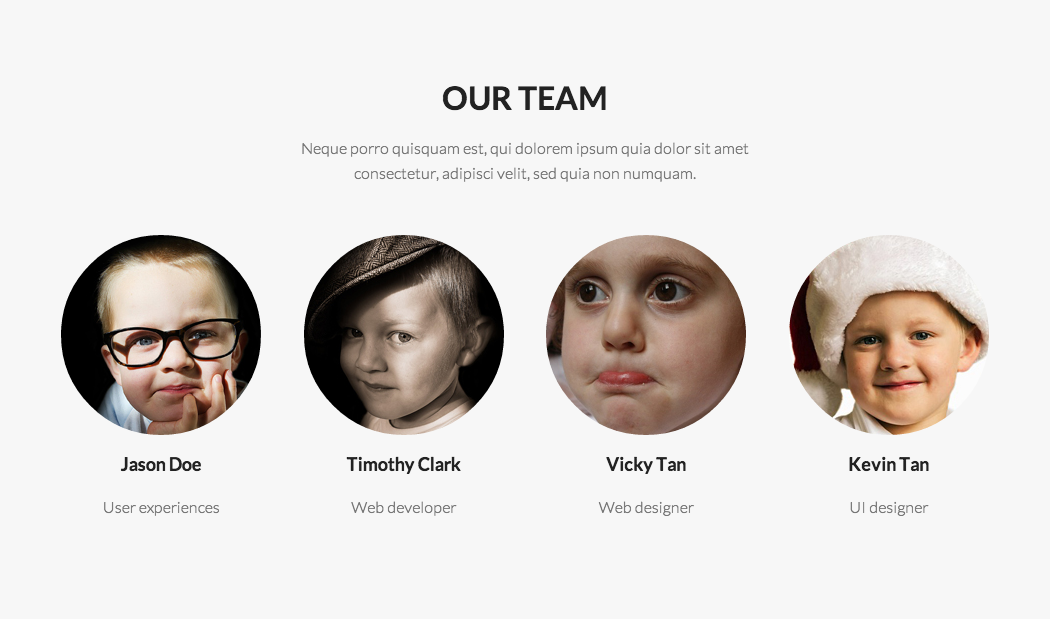 OUR TEAM
Neque porro quisquam est, qui dolorem ipsum quia dolor sit amet
consectetur, adipisci velit, sed quia non numquam.
Jason Doe
Timothy Clark
Vicky Tan
Kevin Tan
User experiences
Web developer
Web designer
UI designer